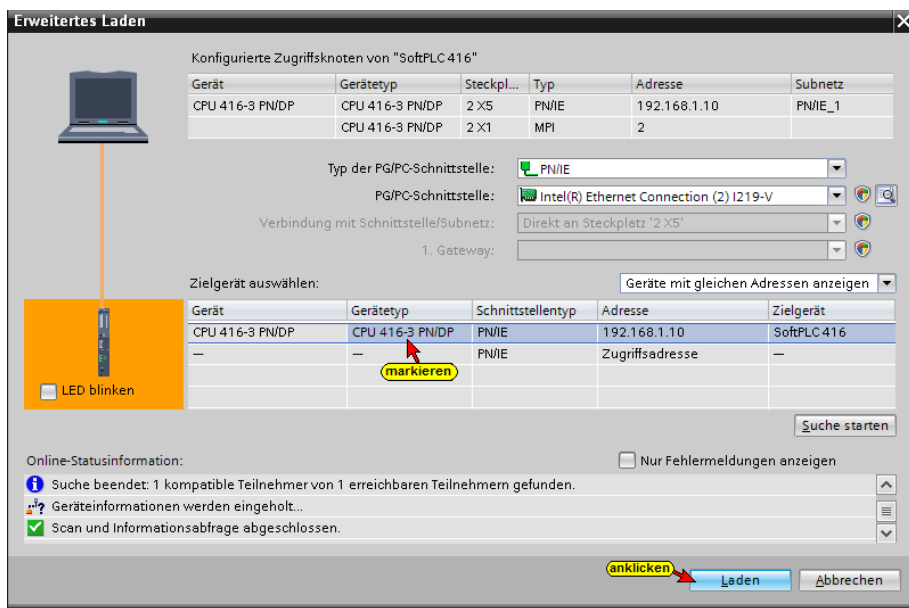 Erweitertes Laden
Konfigurierte Zugriffsknoten von "SoftPLC 416"
Gerät Gerätetyp Steckpl... Typ Adresse Subnetz
CPU 416-3 PN/DP CPU 416-3 PN/DP 2 X5 PN/IE 192.168.1.10 PN/IE_1
CPU 416-3 PN/DP 2 X1 MPI 2
Typ der PG/PC-Schnittstelle: PN/IE
PG/PC-Schnittstelle: Intel(R) Ethernet Connection (2) I219-V
Verbindung mit Schnittstelle/Subnetz: Direkt an Steckplatz '2 X5'
1. Gateway:
Zielgerät auswählen: Geräte mit gleichen Adressen anzeigen
Gerät Gerätetyp Schnittstellentyp Adresse Zielgerät
CPU 416-3 PN/DP CPU 416-3 PN/DP PN/IE 192.168.1.10 SoftPLC 416
— — PN/IE Zugriffsadresse —
markieren
LED blinken
Suche starten
Online-Statusinformation: Nur Fehlermeldungen anzeigen
Suche beendet: 1 kompatible Teilnehmer von 1 erreichbaren Teilnehmern gefunden.
Geräteinformationen werden eingeholt...
Scan und Informationsabfrage abgeschlossen.
anklicken
Laden Abbrechen